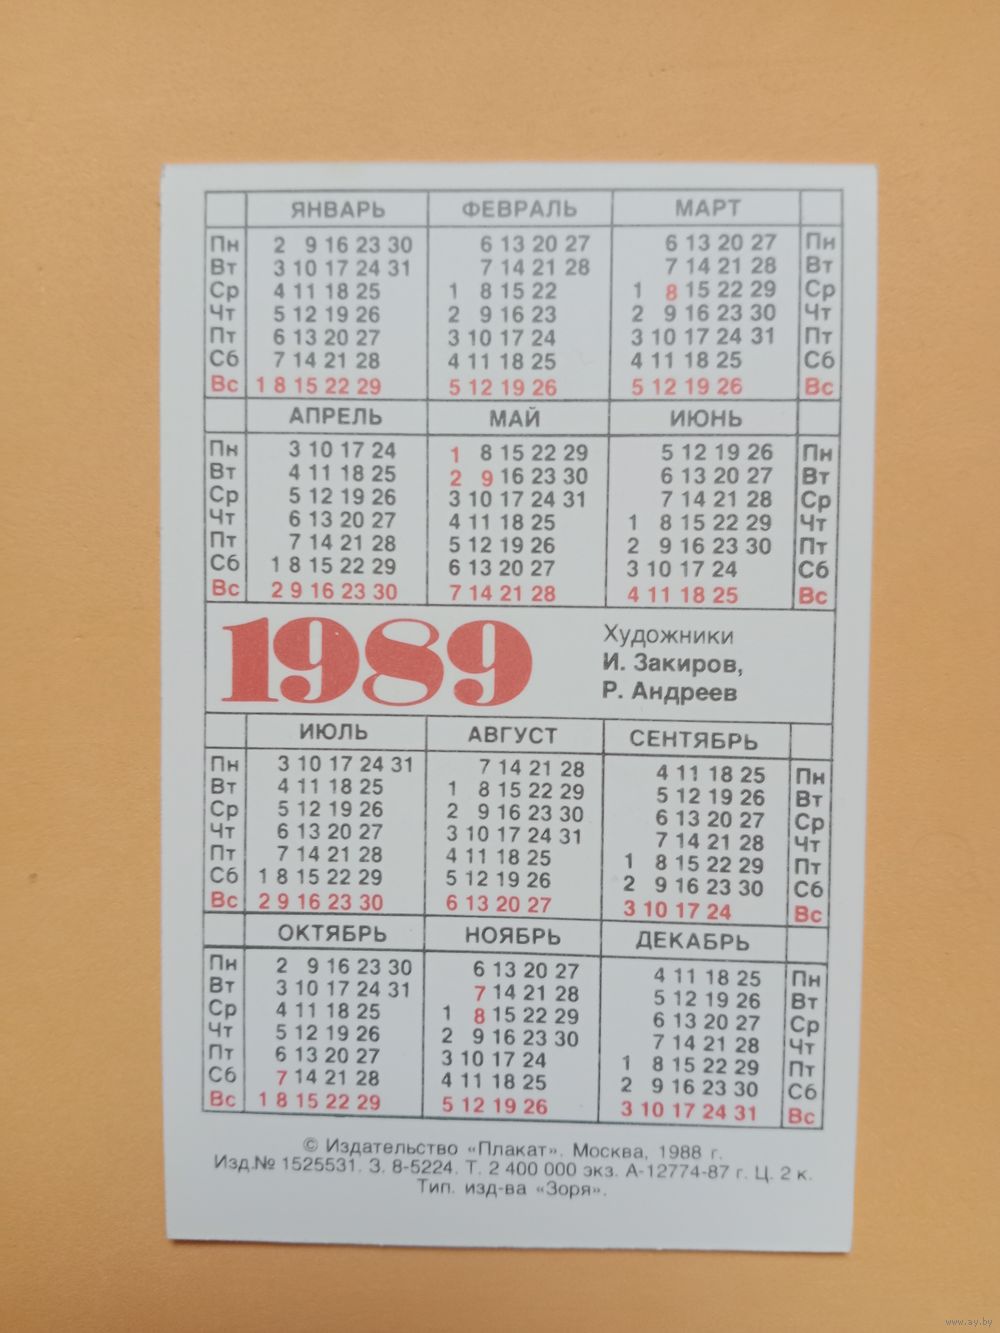 ЯНВАРЬ ФЕВРАЛЬ МАРТ
Пн 2 9 16 23 30 6 13 20 27 6 13 20 27 Пн
Вт 3 10 17 24 31 7 14 21 28 7 14 21 28 Вт
Ср 4 11 18 25 1 8 15 22 1 8 15 22 29 Ср
Чт 5 12 19 26 2 9 16 23 2 9 16 23 30 Чт
Пт 6 13 20 27 3 10 17 24 3 10 17 24 31 Пт
Сб 7 14 21 28 4 11 18 25 4 11 18 25 Сб
Вс 1 8 15 22 29 5 12 19 26 5 12 19 26 Вс
АПРЕЛЬ МАЙ ИЮНЬ
Пн 3 10 17 24 1 8 15 22 29 5 12 19 26 Пн
Вт 4 11 18 25 2 9 16 23 30 6 13 20 27 Вт
Ср 5 12 19 26 3 10 17 24 31 7 14 21 28 Ср
Чт 6 13 20 27 4 11 18 25 1 8 15 22 29 Чт
Пт 7 14 21 28 5 12 19 26 2 9 16 23 30 Пт
Сб 1 8 15 22 29 6 13 20 27 3 10 17 24 Сб
Вс 2 9 16 23 30 7 14 21 28 4 11 18 25 Вс
1989
Художники
И. Закиров,
Р. Андреев
ИЮЛЬ АВГУСТ СЕНТЯБРЬ
Пн 3 10 17 24 31 7 14 21 28 4 11 18 25 Пн
Вт 4 11 18 25 1 8 15 22 29 5 12 19 26 Вт
Ср 5 12 19 26 2 9 16 23 30 6 13 20 27 Ср
Чт 6 13 20 27 3 10 17 24 31 7 14 21 28 Чт
Пт 7 14 21 28 4 11 18 25 1 8 15 22 29 Пт
Сб 1 8 15 22 29 5 12 19 26 2 9 16 23 30 Сб
Вс 2 9 16 23 30 6 13 20 27 3 10 17 24 Вс
ОКТЯБРЬ НОЯБРЬ ДЕКАБРЬ
Пн 2 9 16 23 30 6 13 20 27 4 11 18 25 Пн
Вт 3 10 17 24 31 7 14 21 28 5 12 19 26 Вт
Ср 4 11 18 25 1 8 15 22 29 6 13 20 27 Ср
Чт 5 12 19 26 2 9 16 23 30 7 14 21 28 Чт
Пт 6 13 20 27 3 10 17 24 1 8 15 22 29 Пт
Сб 7 14 21 28 4 11 18 25 2 9 16 23 30 Сб
Вс 1 8 15 22 29 5 12 19 26 3 10 17 24 31 Вс
© Издательство «Плакат». Москва, 1988 г.
Изд.№ 1525531. З. 8-5224. Т. 2 400 000 экз. А-12774-87 г. Ц. 2 к.
Тип. изд-ва «Зоря».
www.ay.by